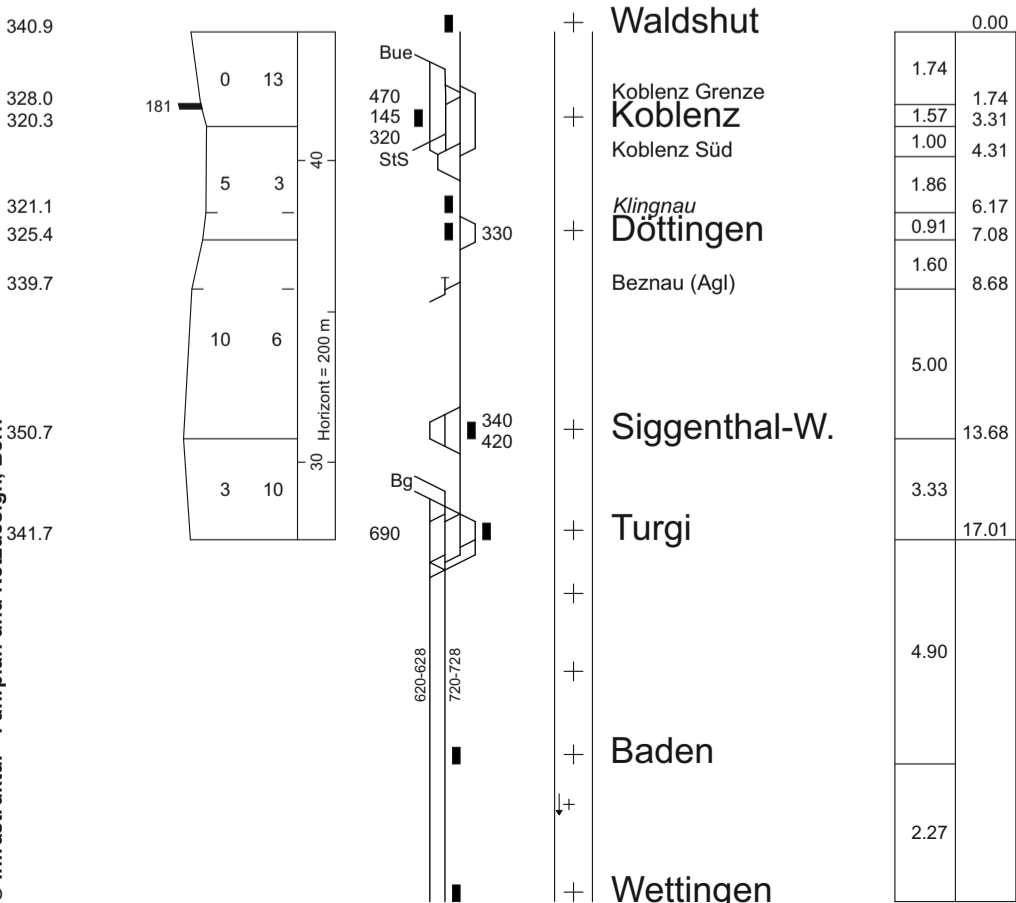 340.9 Waldshut 0.00
Bue 1.74
0 13
328.0 181 470 Koblenz Grenze 1.74
320.3 145 Koblenz 1.57 3.31
320 1.00
StS Koblenz Süd 4.31
40
5 3 1.86
321.1 Klingnau 6.17
325.4 330 Döttingen 0.91 7.08
1.60
339.7 Beznau (Agl) 8.68
10 6
Horizont = 200 m
5.00
350.7 340 Siggenthal-W. 13.68
420
30
3 10 Bg 3.33
341.7 690 Turgi 17.01
620-628 720-728 4.90
Baden
2.27
Wettingen